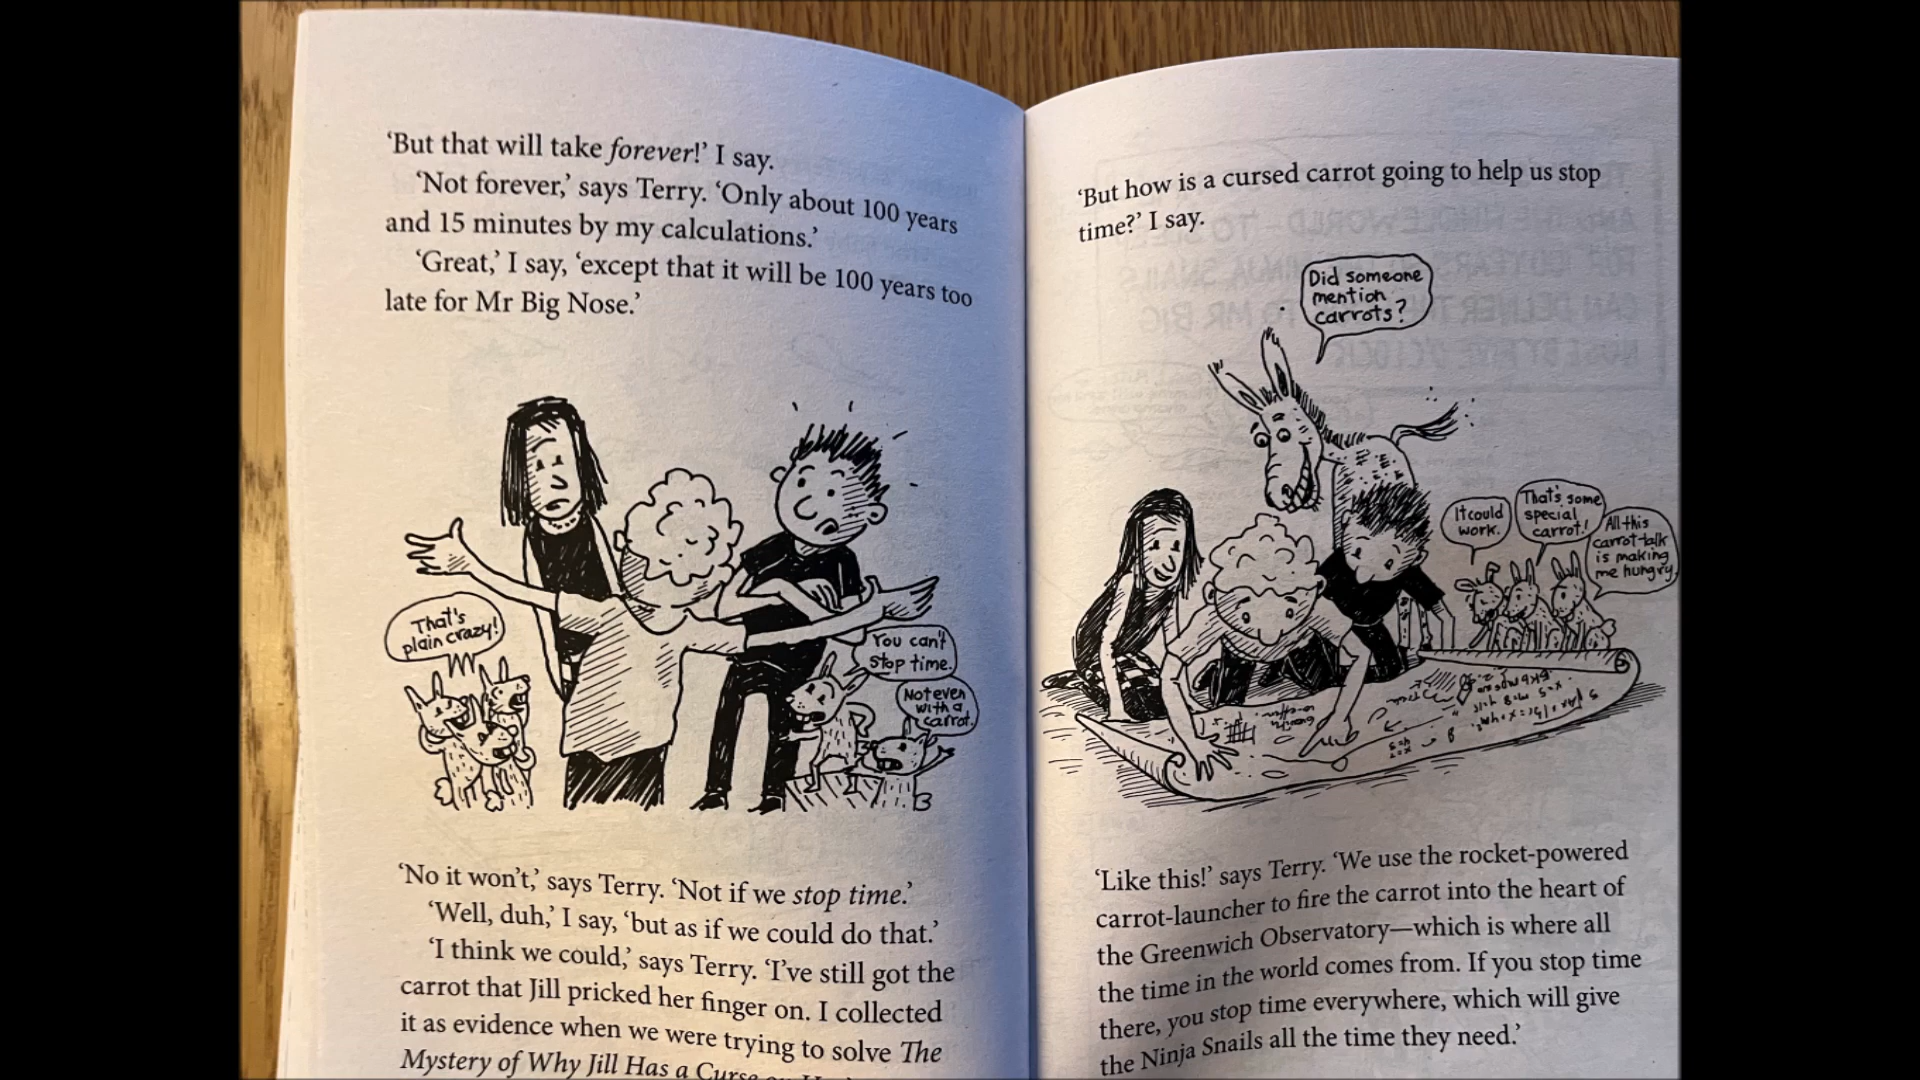 ‘But that will take forever!’ I say.
‘Not forever,’ says Terry. ‘Only about 100 years
and 15 minutes by my calculations.’
‘Great,’ I say, ‘except that it will be 100 years too
late for Mr Big Nose.’
That's
plain crazy!
You can't
stop time.
Not even
with a
carrot.
‘No it won’t,’ says Terry. ‘Not if we stop time.’
‘Well, duh,’ I say, ‘but as if we could do that.’
‘I think we could,’ says Terry. ‘I’ve still got the
carrot that Jill pricked her finger on. I collected
it as evidence when we were trying to solve The
Mystery of Why Jill Has a Curse on
‘But how is a cursed carrot going to help us stop
time?’ I say.
Did someone
mention
carrots?
It could
work.
That's some
special
carrot!
All this
carrot-talk
is making
me hungry.
‘Like this!’ says Terry. ‘We use the rocket-powered
carrot-launcher to fire the carrot into the heart of
the Greenwich Observatory—which is where all
the time in the world comes from. If you stop time
there, you stop time everywhere, which will give
the Ninja Snails all the time they need.’